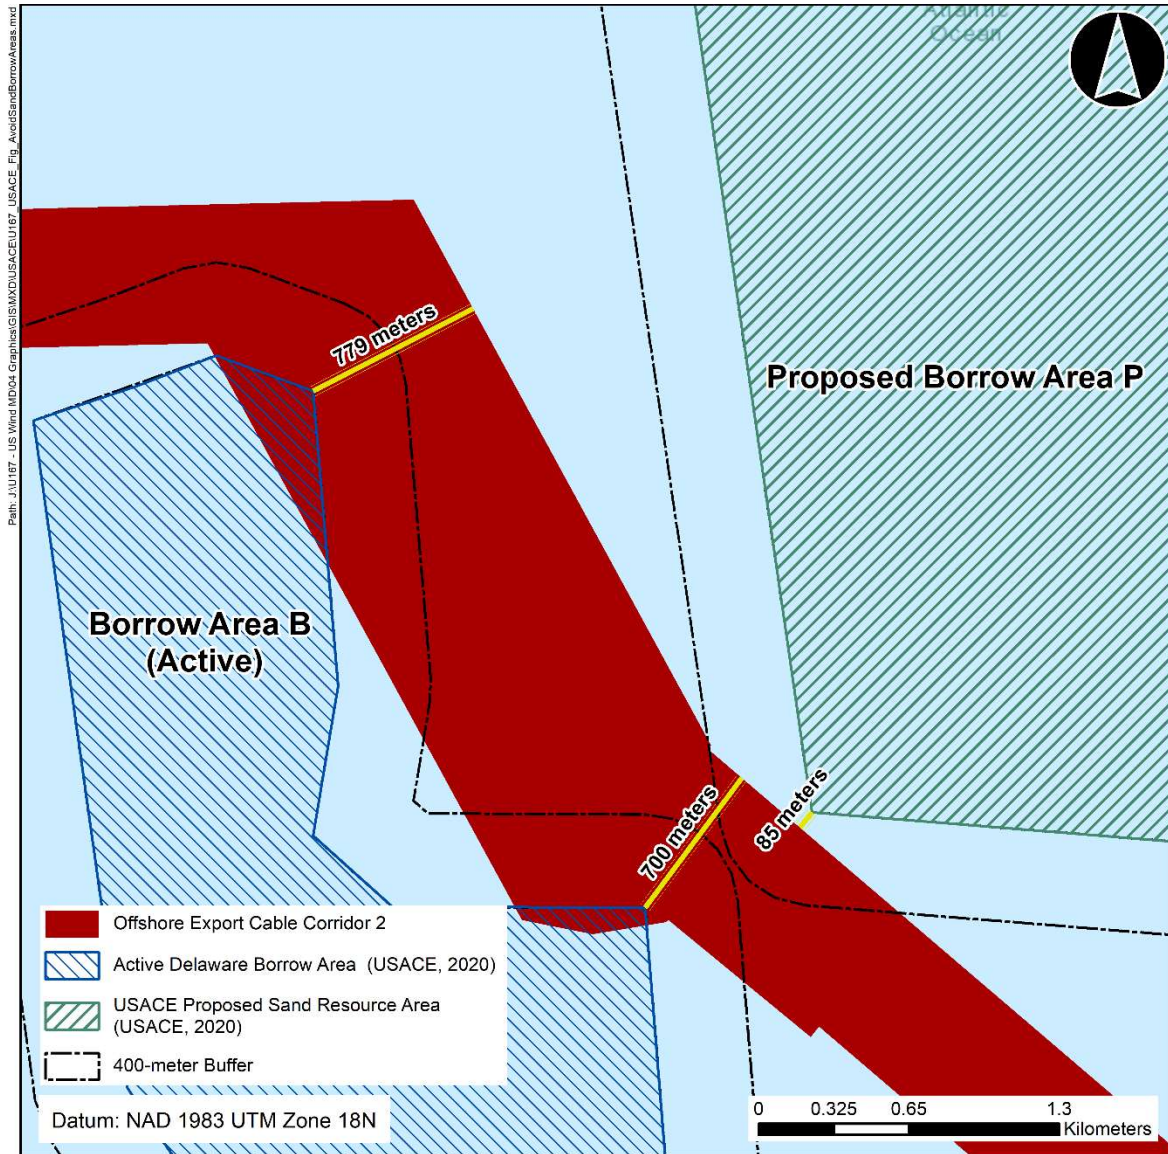 Atlantic
Ocean
Path: J:\U167 - US Wind MD\04 Graphics\GIS\MXD\USACE\U167_USACE_Fig_AvoidSandBorrowAreas.mxd
779 meters
Proposed Borrow Area P
Borrow Area B
(Active)
700 meters
85 meters
Offshore Export Cable Corridor 2
Active Delaware Borrow Area (USACE, 2020)
USACE Proposed Sand Resource Area
(USACE, 2020)
400-meter Buffer
Datum: NAD 1983 UTM Zone 18N
0 0.325 0.65 1.3
Kilometers